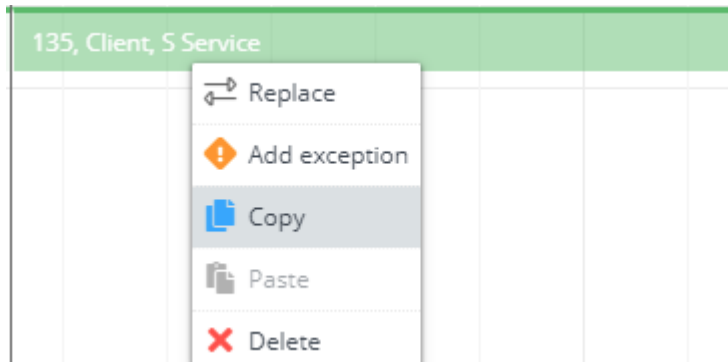 135, Client, S Service
Replace
Add exception
Copy
Paste
Delete